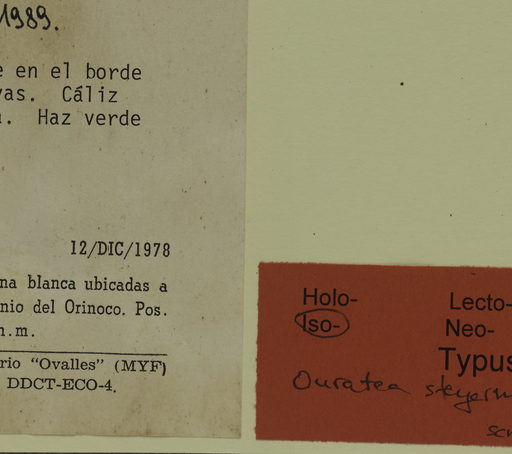 1989.
e en el borde
vas. Cáliz
. Haz verde
12/DIC/1978
na blanca ubicadas a
nio del Orinoco. Pos.
n.m.
rio "Ovalles" (MYF)
DDCT-ECO-4.
Holo- Lecto-
Iso- Neo-
Typus
Ouratea steyerm